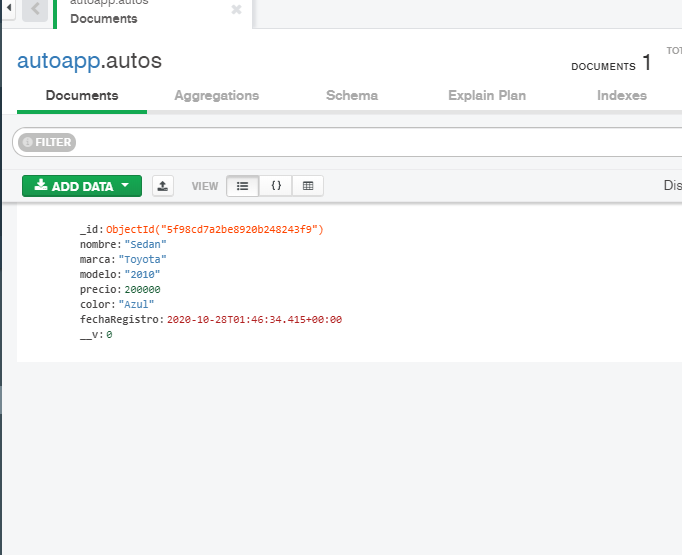 autoapp.autos
Documents
autoapp.autos
DOCUMENTS 1
Documents
Aggregations
Schema
Explain Plan
Indexes
FILTER
ADD DATA
VIEW
{}
_id: ObjectId("5f98cd7a2be8920b248243f9")
nombre: "Sedan"
marca: "Toyota"
modelo: "2010"
precio: 200000
color: "Azul"
fechaRegistro: 2020-10-28T01:46:34.415+00:00
__v: 0